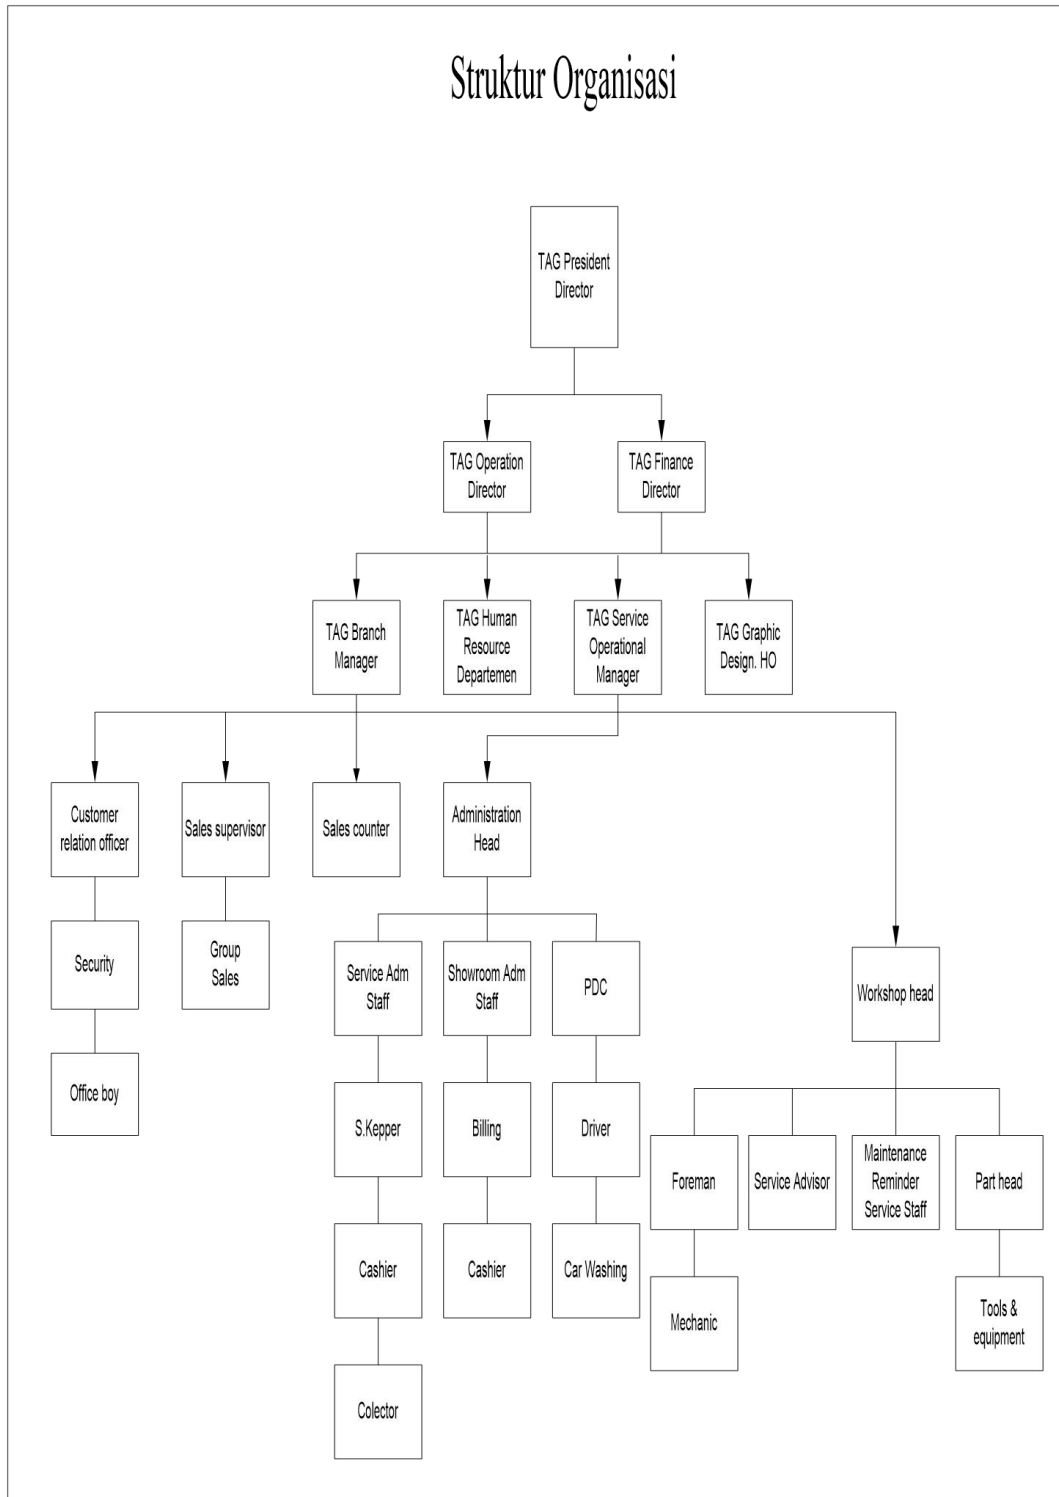 Struktur Organisasi
TAG President
Director
TAG Operation
Director
TAG Finance
Director
TAG Branch
Manager
TAG Human
Resource
Departemen
TAG Service
Operational
Manager
TAG Graphic
Design. HO
Customer
relation officer
Sales supervisor
Sales counter
Administration
Head
Security
Group
Sales
Service Adm
Staff
Showroom Adm
Staff
PDC
Workshop head
Office boy
S.Kepper
Billing
Driver
Foreman
Service Advisor
Maintenance
Reminder
Service Staff
Part head
Cashier
Cashier
Car Washing
Mechanic
Tools &
equipment
Colector